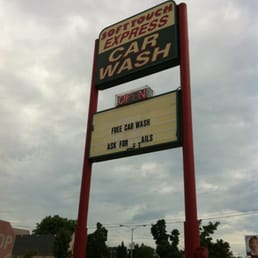 SOFT TOUCH
EXPRESS
CAR
WASH
OPEN
FREE CAR WASH
ASK FOR